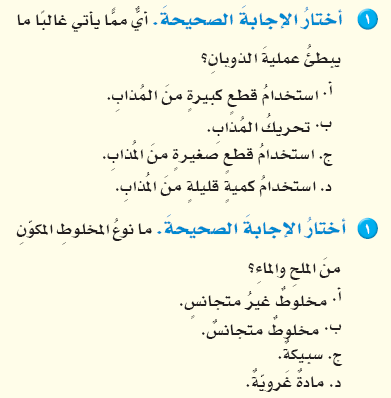 ١ أختارُ الإجابةَ الصحيحةَ. أيٌّ ممَّا يأتي غالبًا ما
يبطئُ عمليةَ الذوبانِ؟
أ. استخدامُ قطعٍ كبيرةٍ منَ المُذابِ.
ب. تحريكُ المُذابِ.
ج. استخدامُ قطعٍ صغيرةٍ منَ المُذابِ.
د. استخدامُ كميةٍ قليلةٍ منَ المُذابِ.
١ أختارُ الإجابةَ الصحيحةَ. ما نوعُ المخلوطِ المكوّنِ
منَ الملحِ والماءِ؟
أ. مخلوطٌ غيرُ متجانسٍ.
ب. مخلوطٌ متجانسٌ.
ج. سبيكةٌ.
د. مادةٌ غَرويّةٌ.